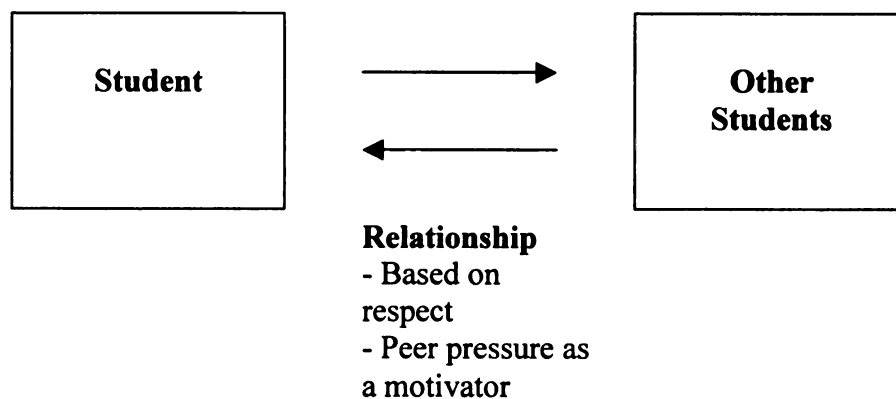 Student
Other
Students
Relationship
- Based on
respect
- Peer pressure as
a motivator